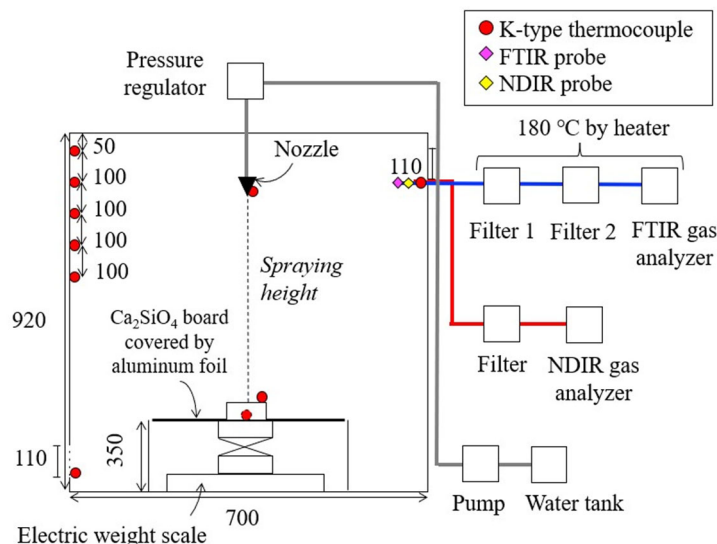 K-type thermocouple
FTIR probe
NDIR probe
Pressure
regulator
180 ℃ by heater
50
Nozzle
110
100
100
100
100
Filter 1
Filter 2
FTIR gas
analyzer
Spraying
height
920
Ca₂SiO₄ board
covered by
aluminum foil
Filter
NDIR gas
analyzer
110
350
Pump
Water tank
700
Electric weight scale